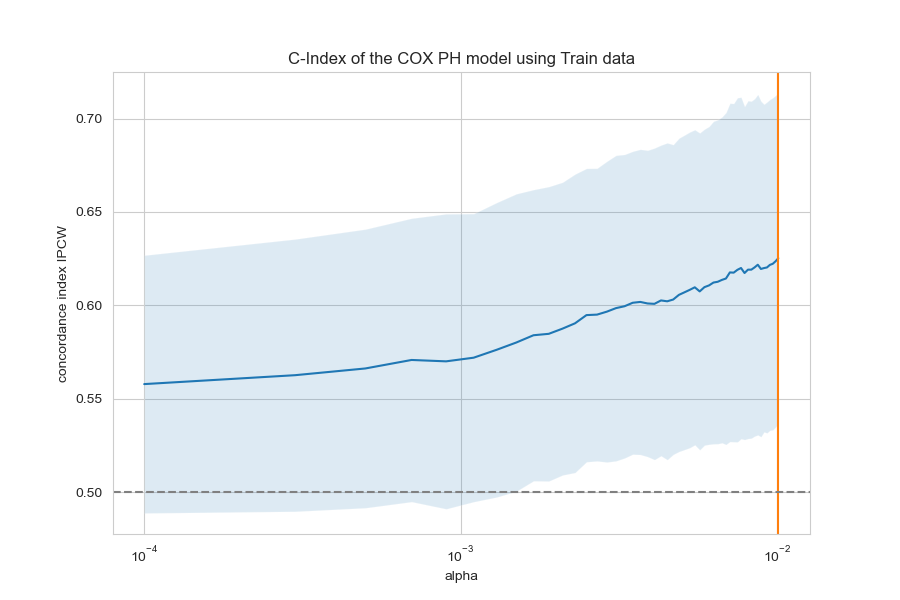 C-Index of the COX PH model using Train data
concordance index IPCW
0.70
0.65
0.60
0.55
0.50
10⁻⁴ 10⁻³ 10⁻²
alpha